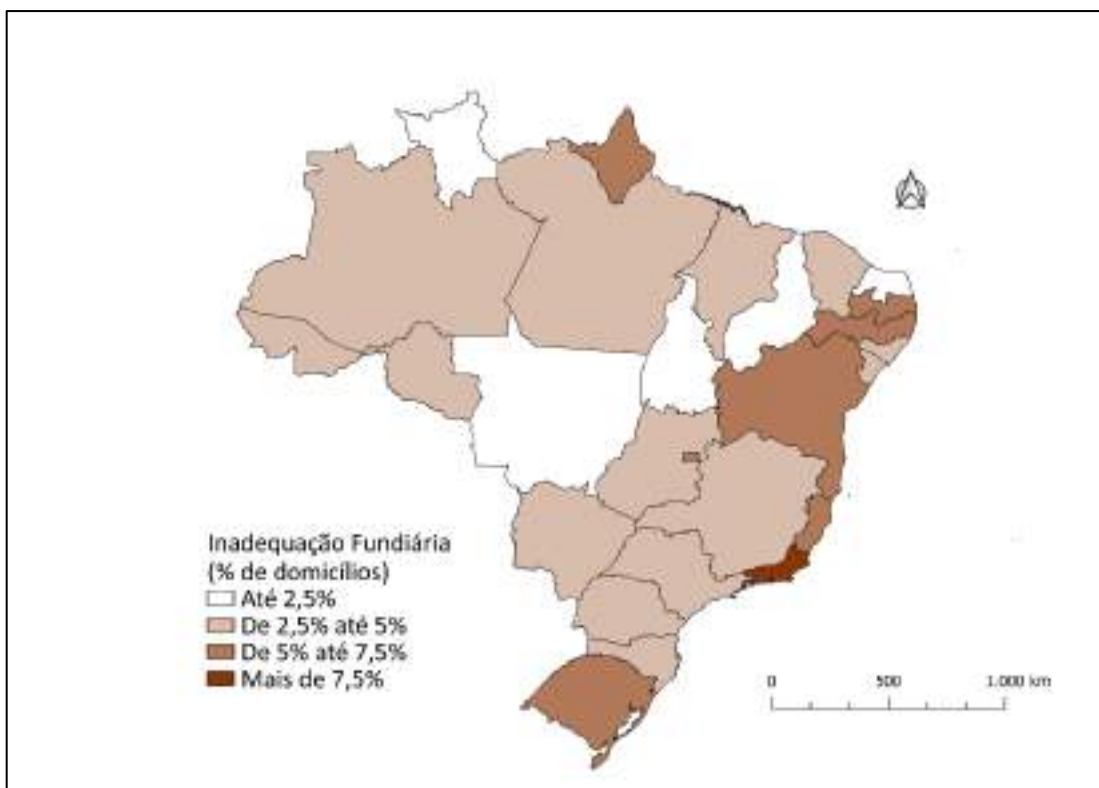 Inadequação Fundiária
(% de domicílios)
Até 2,5%
De 2,5% até 5%
De 5% até 7,5%
Mais de 7,5%
0 500 1.000 km